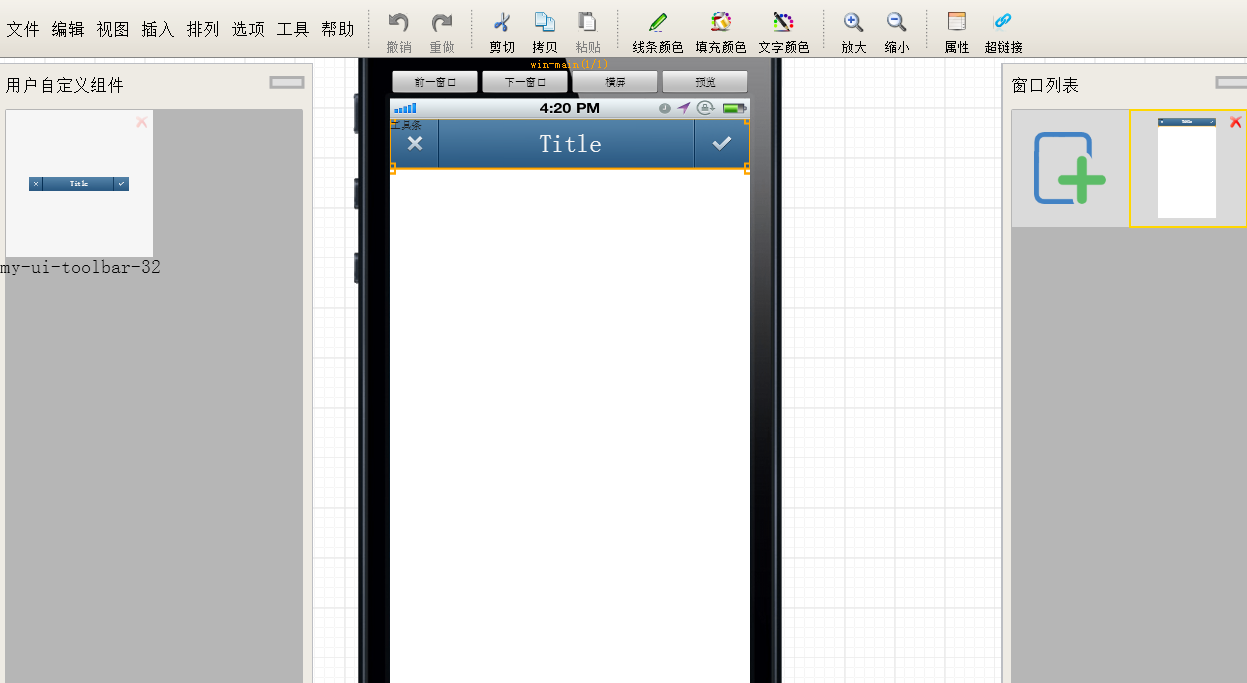 文件 编辑 视图 插入 排列 选项 工具 帮助
撤销 重做 剪切 拷贝 粘贴 线条颜色 填充颜色 文字颜色 放大 缩小 属性 超链接
用户自定义组件
my-ui-toolbar-32
Title
win-main(1/1)
前一窗口 下一窗口 横屏 预览
4:20 PM
工具条
Title
窗口列表